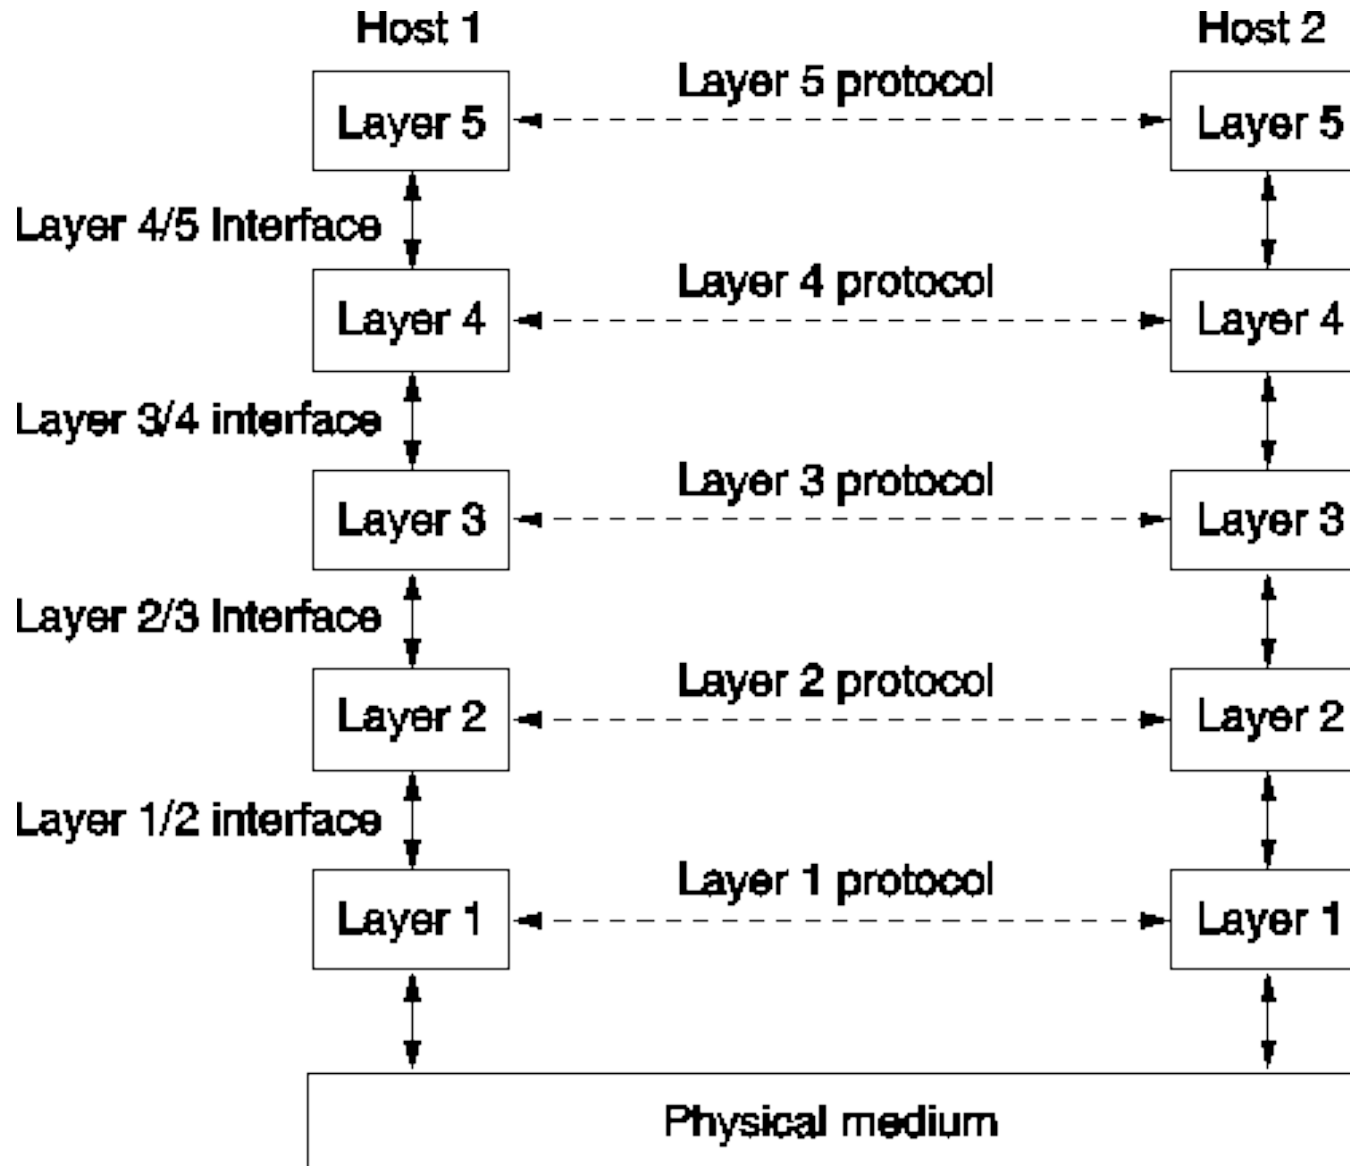 Host 1
Host 2
Layer 5 protocol
Layer 5
Layer 5
Layer 4/5 Interface
Layer 4 protocol
Layer 4
Layer 4
Layer 3/4 interface
Layer 3 protocol
Layer 3
Layer 3
Layer 2/3 Interface
Layer 2 protocol
Layer 2
Layer 2
Layer 1/2 interface
Layer 1 protocol
Layer 1
Layer 1
Physical medium